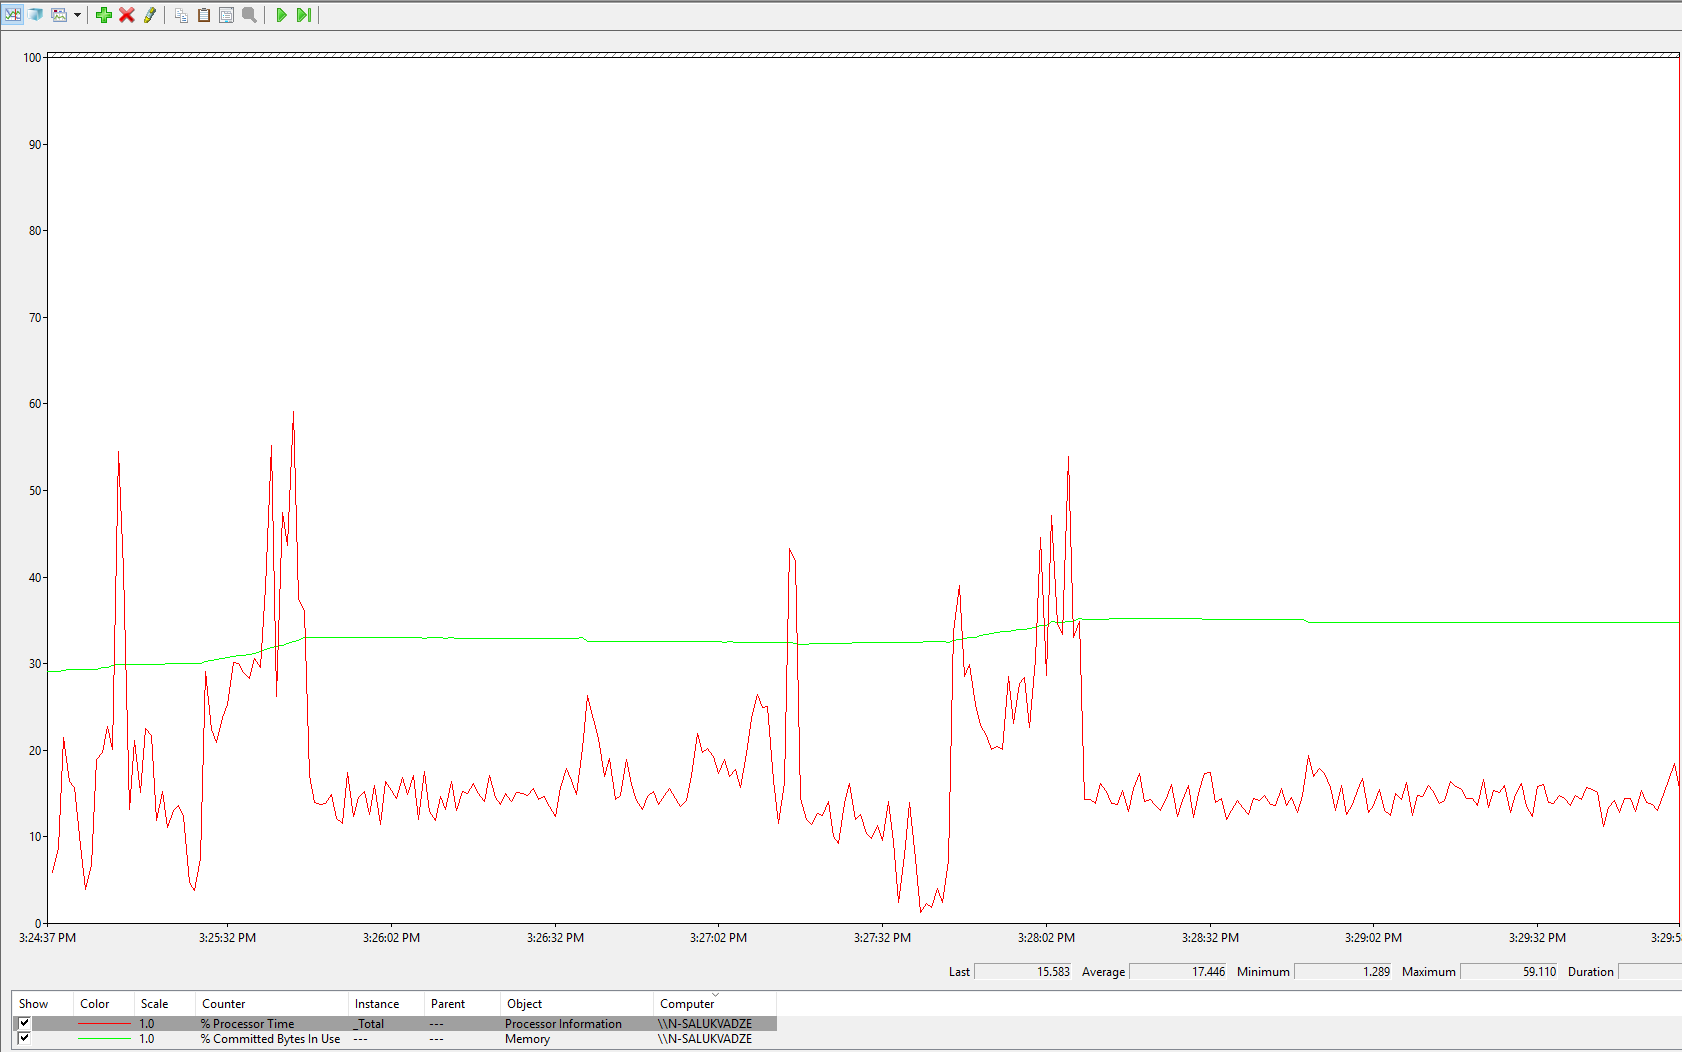 100
90
80
70
60
50
40
30
20
10
0
3:24:37 PM 3:25:32 PM 3:26:02 PM 3:26:32 PM 3:27:02 PM 3:27:32 PM 3:28:02 PM 3:28:32 PM 3:29:02 PM 3:29:32 PM 3:29:5
Last 15.583 Average 17.446 Minimum 1.289 Maximum 59.110 Duration
Show Color Scale Counter Instance Parent Object Computer
1.0 % Processor Time _Total --- Processor Information \\N-SALUKVADZE
1.0 % Committed Bytes In Use --- --- Memory \\N-SALUKVADZE